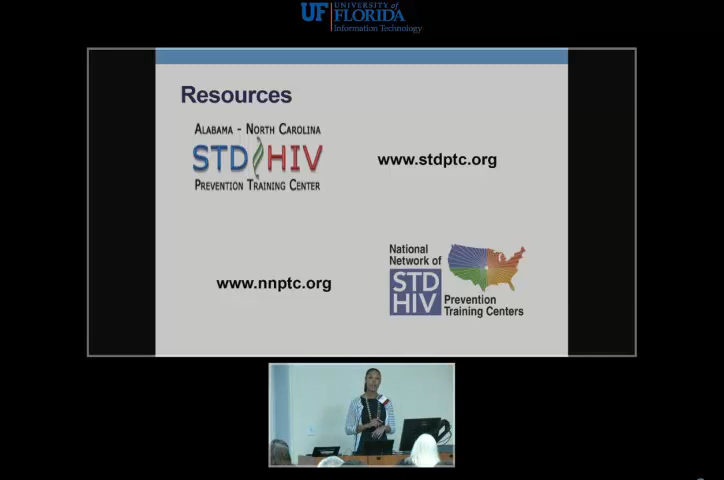 UF UNIVERSITY of
FLORIDA
Information Technology
Resources
ALABAMA - NORTH CAROLINA
STD HIV
PREVENTION TRAINING CENTER
www.stdptc.org
www.nnptc.org
National
Network of
STD
HIV
Prevention
Training Centers